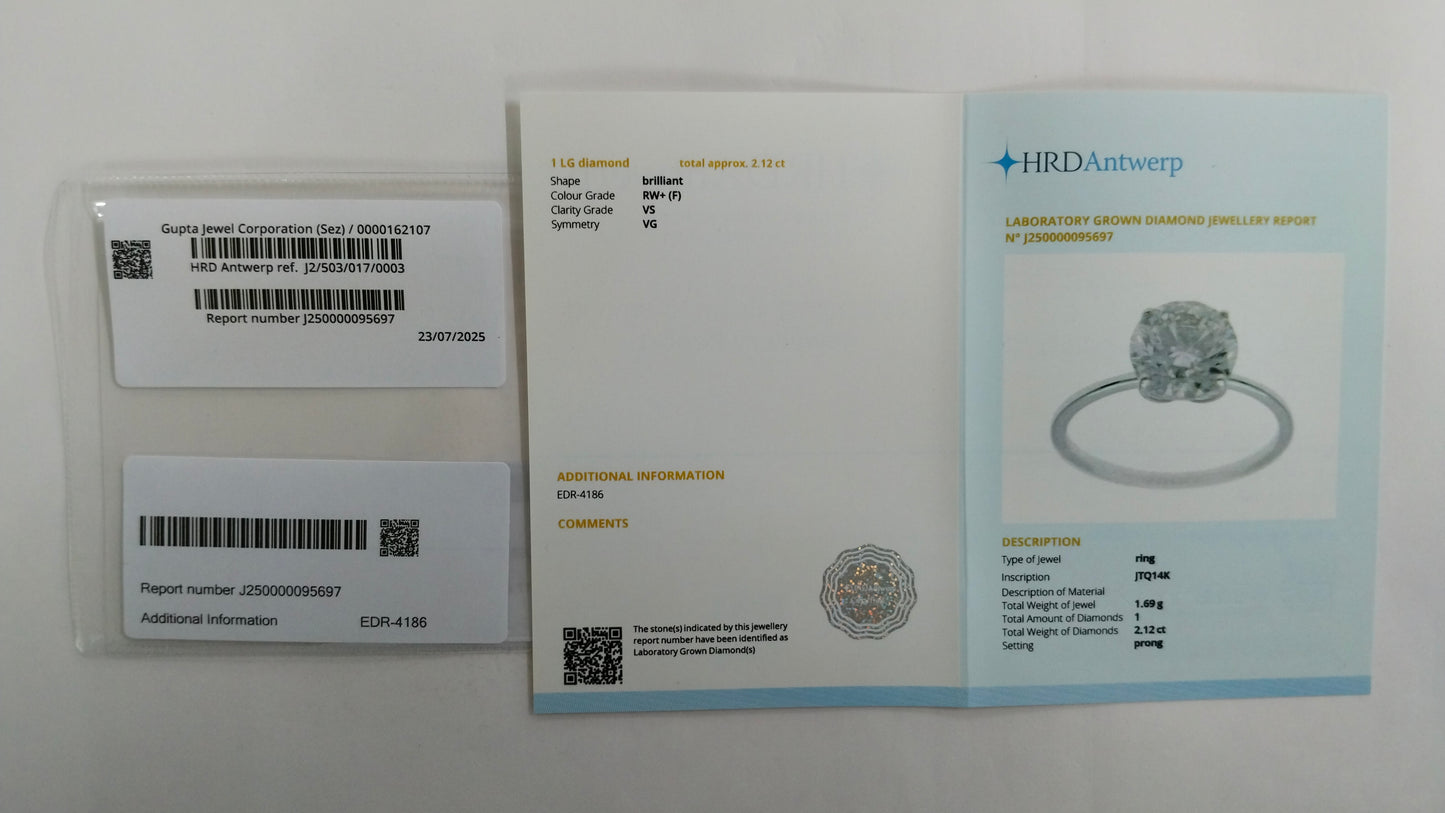 Gupta Jewel Corporation (Sez) / 0000162107
HRD Antwerp ref. J2/503/017/0003
Report number J250000095697
23/07/2025
Report number J250000095697
Additional Information EDR-4186
1 LG diamond total approx. 2.12 ct
Shape brilliant
Colour Grade RW+ (F)
Clarity Grade VS
Symmetry VG
ADDITIONAL INFORMATION
EDR-4186
COMMENTS
The stone(s) indicated by this jewellery
report number have been identified as
Laboratory Grown Diamond(s)
HRDAntwerp
LABORATORY GROWN DIAMOND JEWELLERY REPORT
N° J250000095697
DESCRIPTION
Type of Jewel ring
Inscription JTQ14K
Description of Material
Total Weight of Jewel 1.69 g
Total Amount of Diamonds 1
Total Weight of Diamonds 2.12 ct
Setting prong